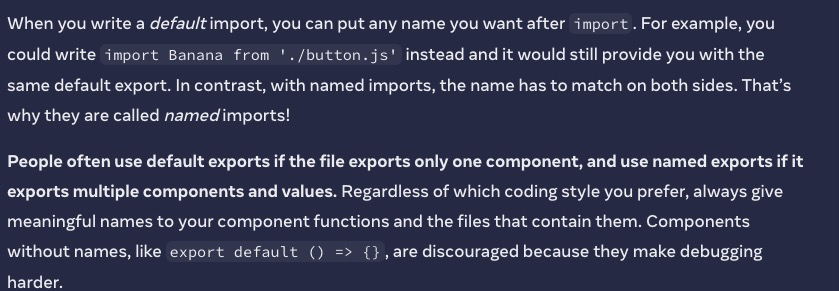 When you write a default import, you can put any name you want after import. For example, you
could write import Banana from './button.js' instead and it would still provide you with the
same default export. In contrast, with named imports, the name has to match on both sides. That’s
why they are called named imports!
People often use default exports if the file exports only one component, and use named exports if it
exports multiple components and values. Regardless of which coding style you prefer, always give
meaningful names to your component functions and the files that contain them. Components
without names, like export default () => {}, are discouraged because they make debugging
harder.